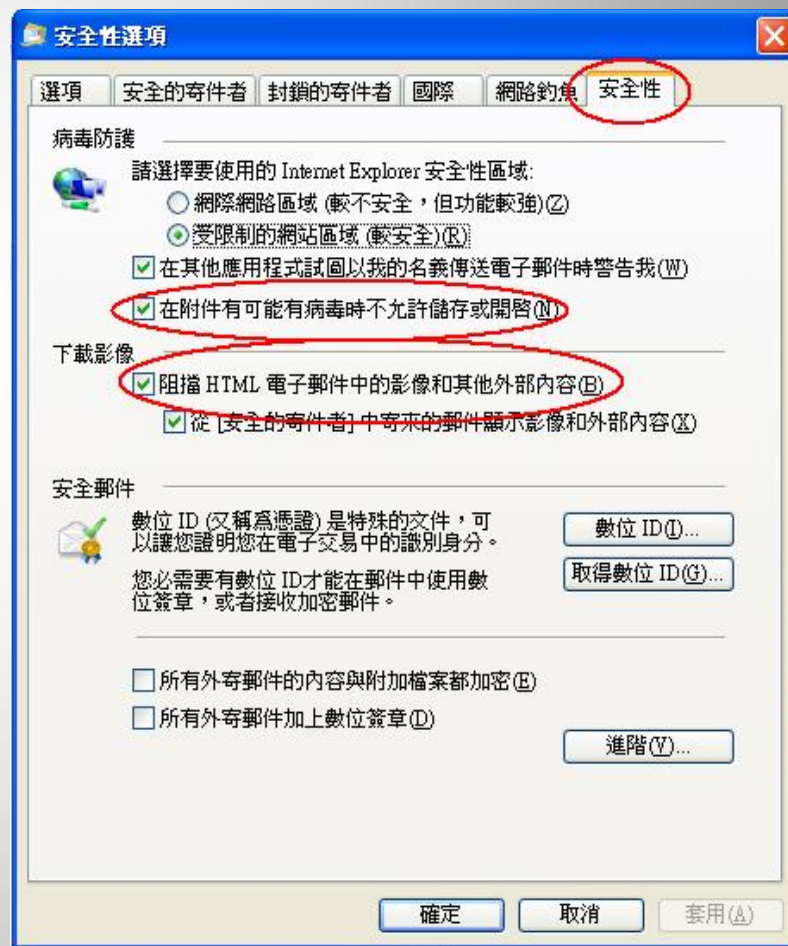 安全性選項
選項 安全的寄件者 封鎖的寄件者 國際 網路釣魚 安全性
病毒防護
請選擇要使用的 Internet Explorer 安全性區域:
網際網路區域 (較不安全，但功能較強)(Z)
受限制的網站區域 (較安全)(R)
在其他應用程式試圖以我的名義傳送電子郵件時警告我(W)
在附件有可能有病毒時不允許儲存或開啟(N)
下載影像
阻擋 HTML 電子郵件中的影像和其他外部內容(B)
從 [安全的寄件者] 中寄來的郵件顯示影像和外部內容(X)
安全郵件
數位 ID (又稱為憑證) 是特殊的文件，可
以讓您證明您在電子交易中的識別身分。
數位 ID(I)...
您必需要有數位 ID才能在郵件中使用數
位簽章，或者接收加密郵件。
取得數位 ID(G)...
所有外寄郵件的內容與附加檔案都加密(E)
所有外寄郵件加上數位簽章(D)
進階(V)...
確定 取消 套用(A)